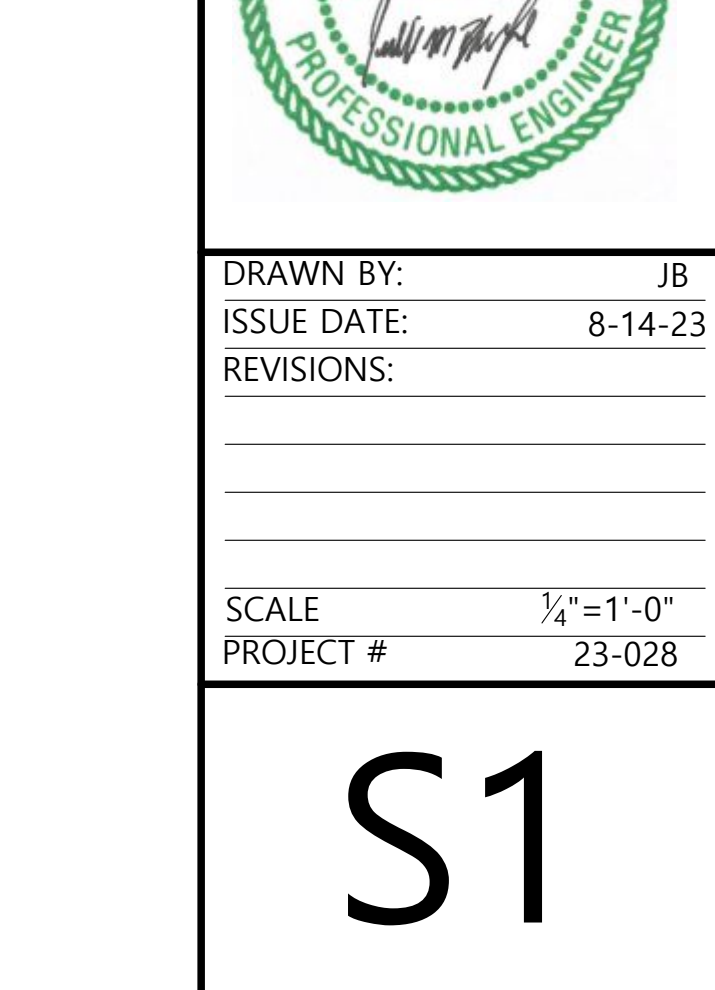 PROFESSIONAL ENGINEER
DRAWN BY: JB
ISSUE DATE: 8-14-23
REVISIONS:
SCALE ¼"=1'-0"
PROJECT # 23-028
S1